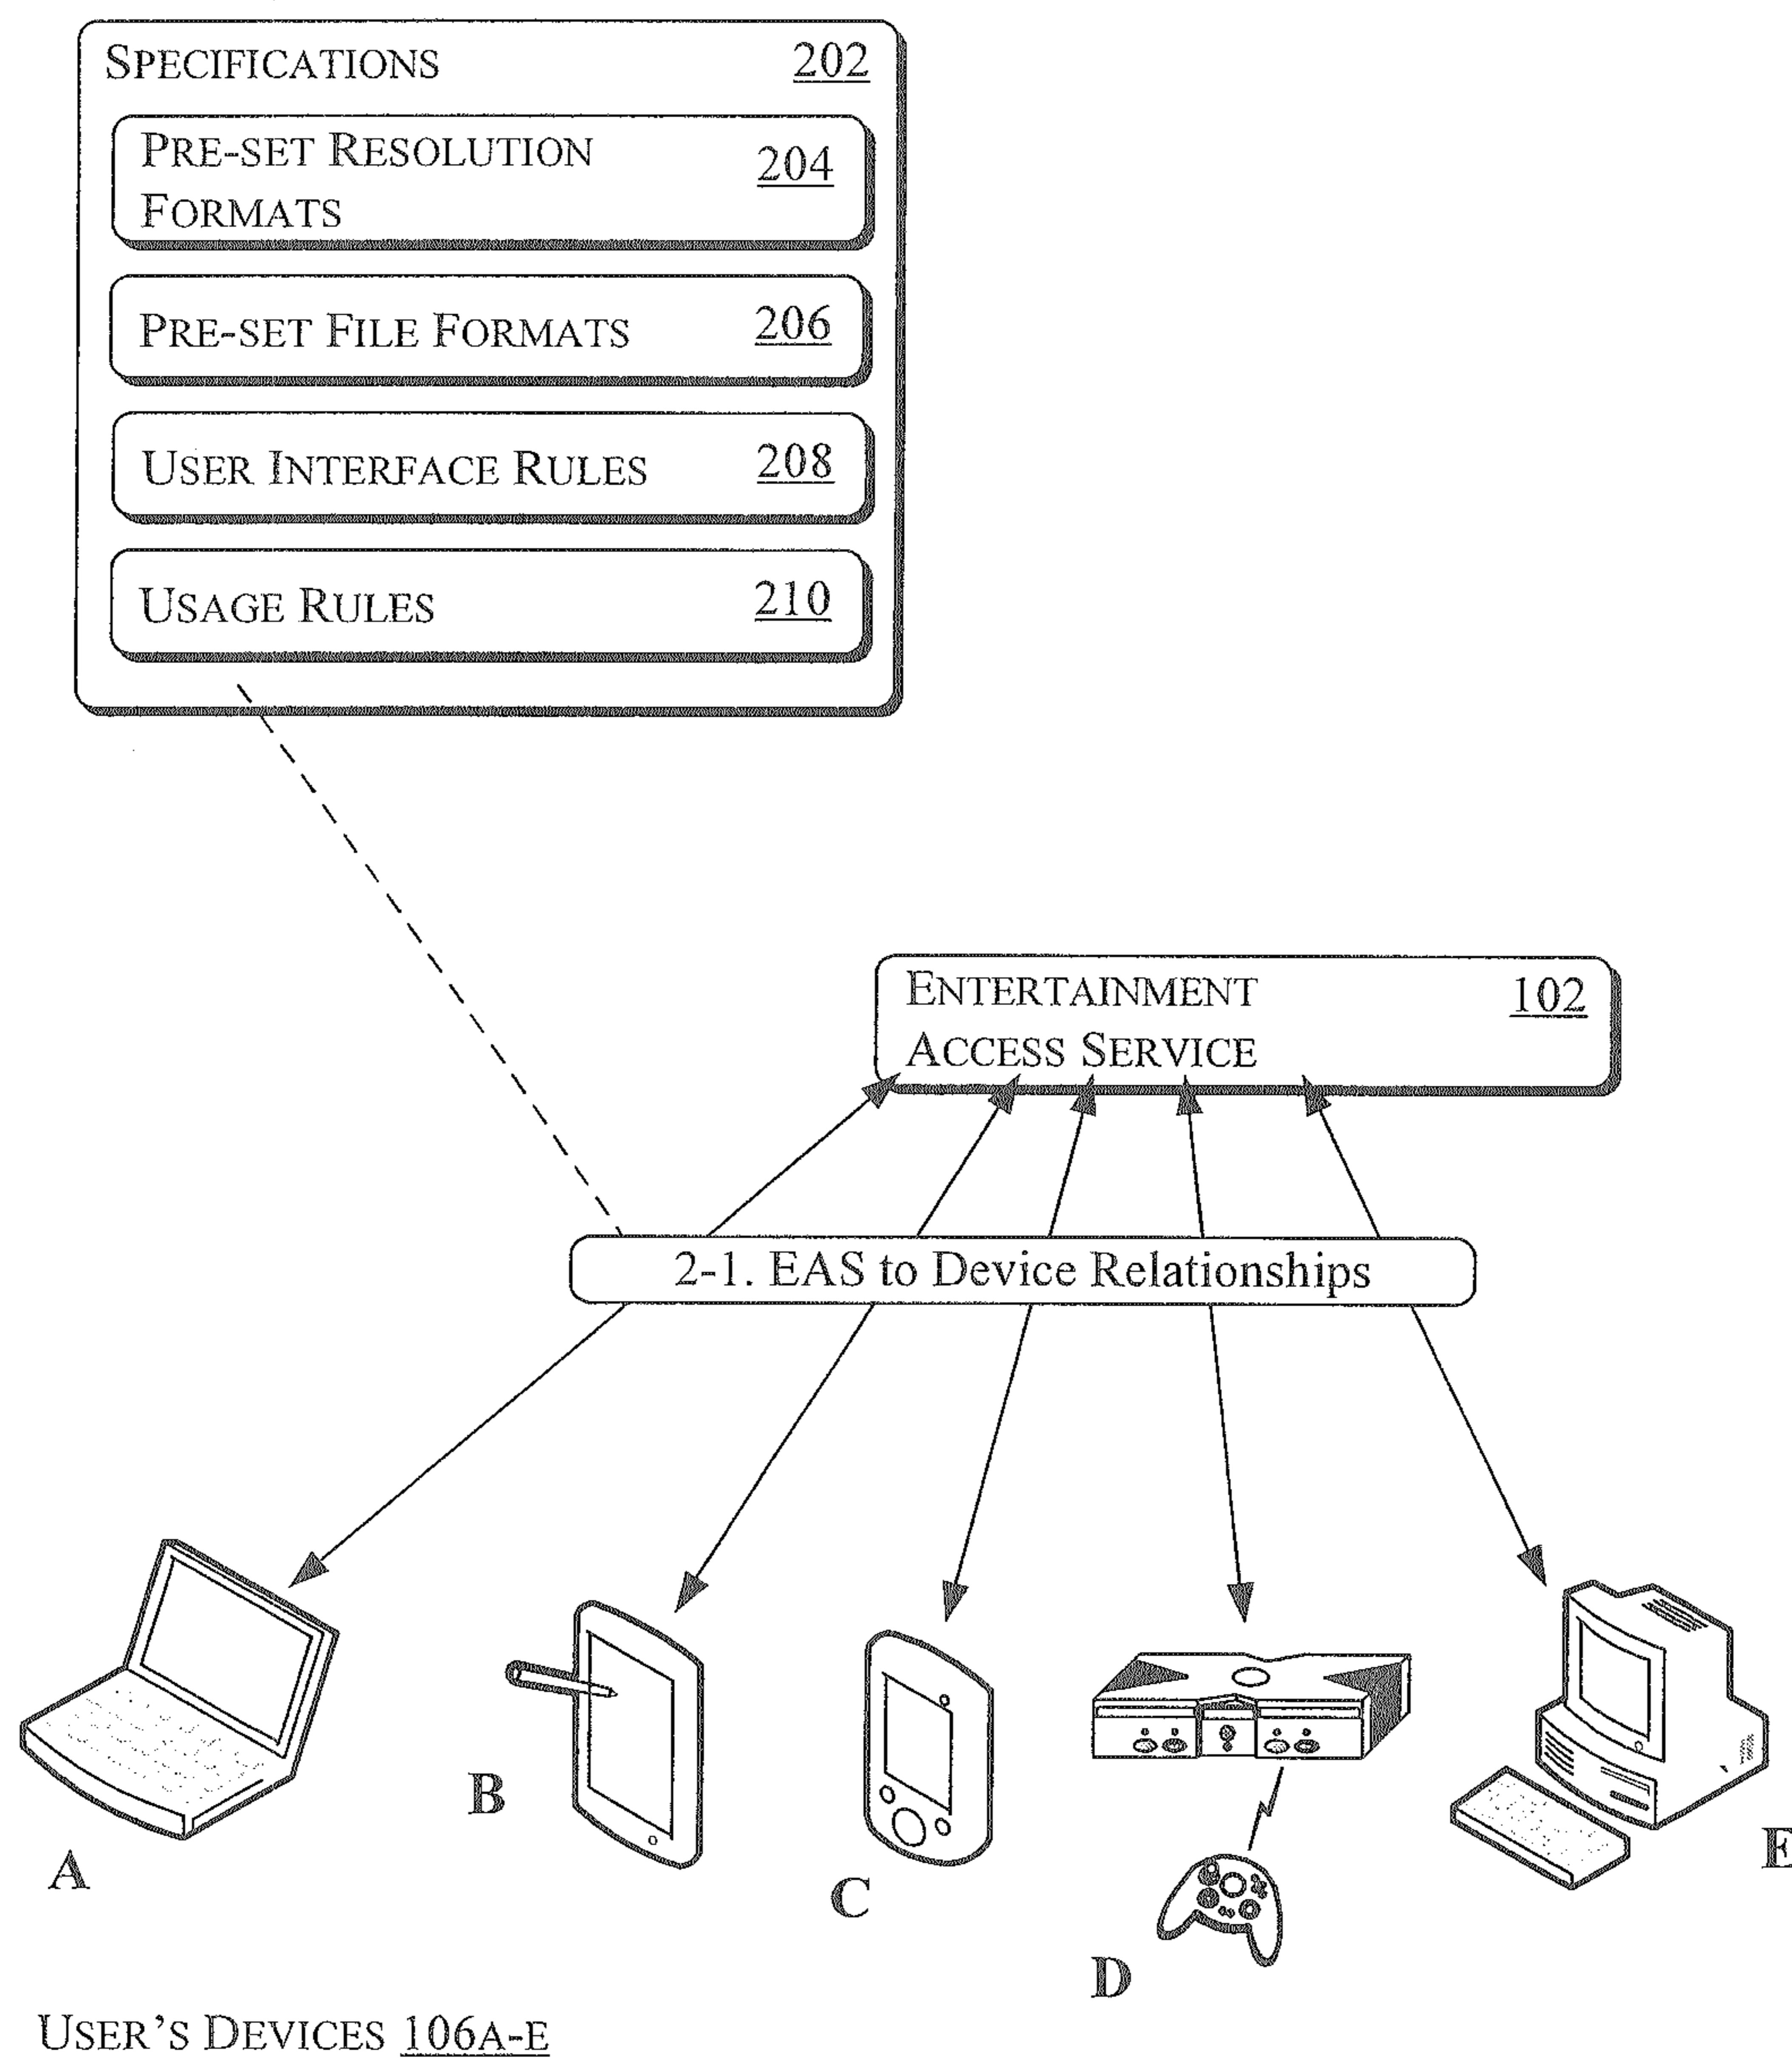 SPECIFICATIONS 202
PRE-SET RESOLUTION 204
FORMATS
PRE-SET FILE FORMATS 206
USER INTERFACE RULES 208
USAGE RULES 210
ENTERTAINMENT 102
ACCESS SERVICE
2-1. EAS to Device Relationships
A
B
C
D
E
USER'S DEVICES 106A-E